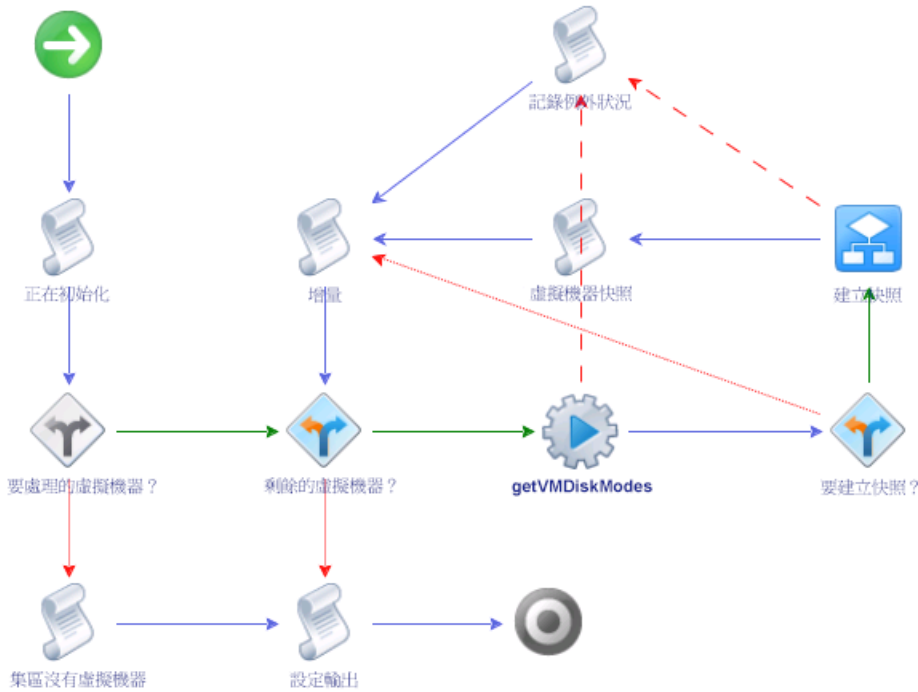 記錄例外狀況
正在初始化
增量
虛擬機器快照
建立快照
要處理的虛擬機器？
剩餘的虛擬機器？
getVMDiskModes
要建立快照？
集區沒有虛擬機器
設定輸出